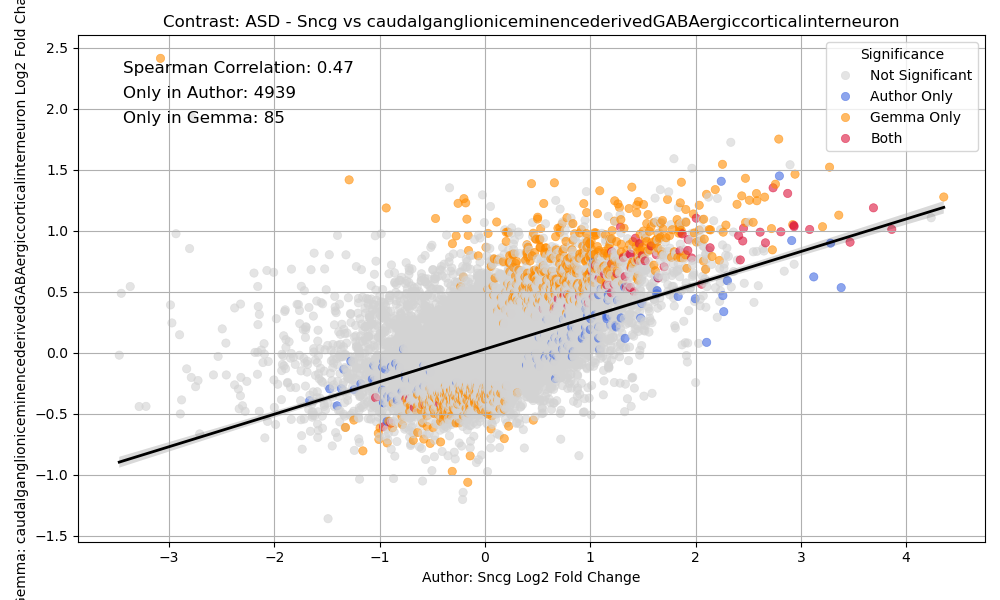 Contrast: ASD - Sncg vs caudalganglioniceminencederivedGABAergiccorticalinterneuron
Spearman Correlation: 0.47
Only in Author: 4939
Only in Gemma: 85
Significance
Not Significant
Author Only
Gemma Only
Both
2.5
2.0
1.5
1.0
0.5
0.0
−0.5
−1.0
−1.5
−3
−2
−1
0
1
2
3
4
Author: Sncg Log2 Fold Change
caudalganglioniceminencederivedGABAergiccorticalinterneuron Log2 Fold